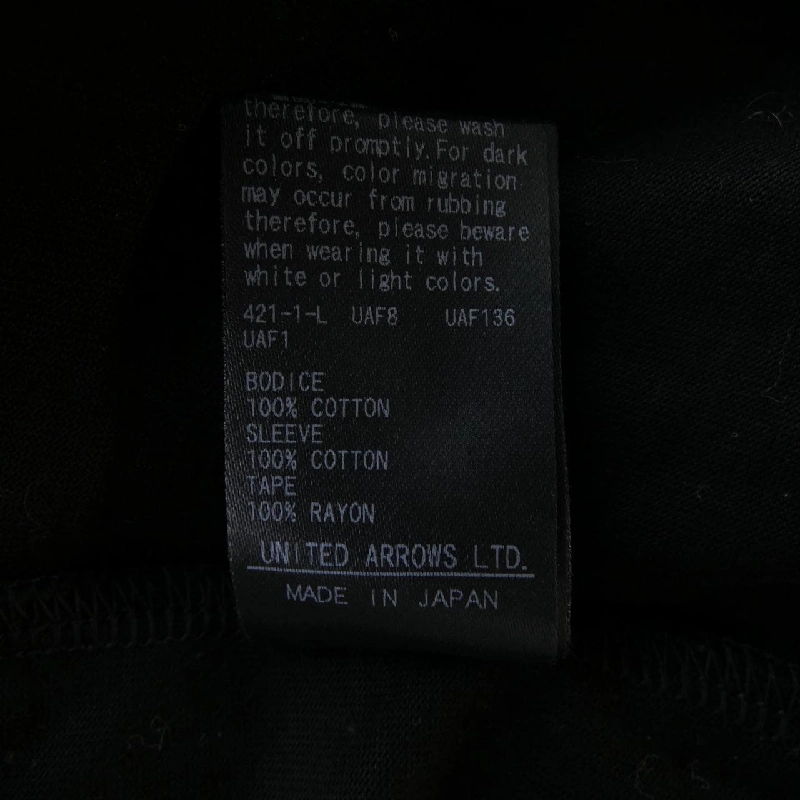 therefore, please wash
it off promptly.For dark
colors, color migration
may occur from rubbing
therefore, please beware
when wearing it with
white or light colors.
421-1-L UAF8 UAF136
UAF1
BODICE
100% COTTON
SLEEVE
100% COTTON
TAPE
100% RAYON
UNITED ARROWS LTD.
MADE IN JAPAN